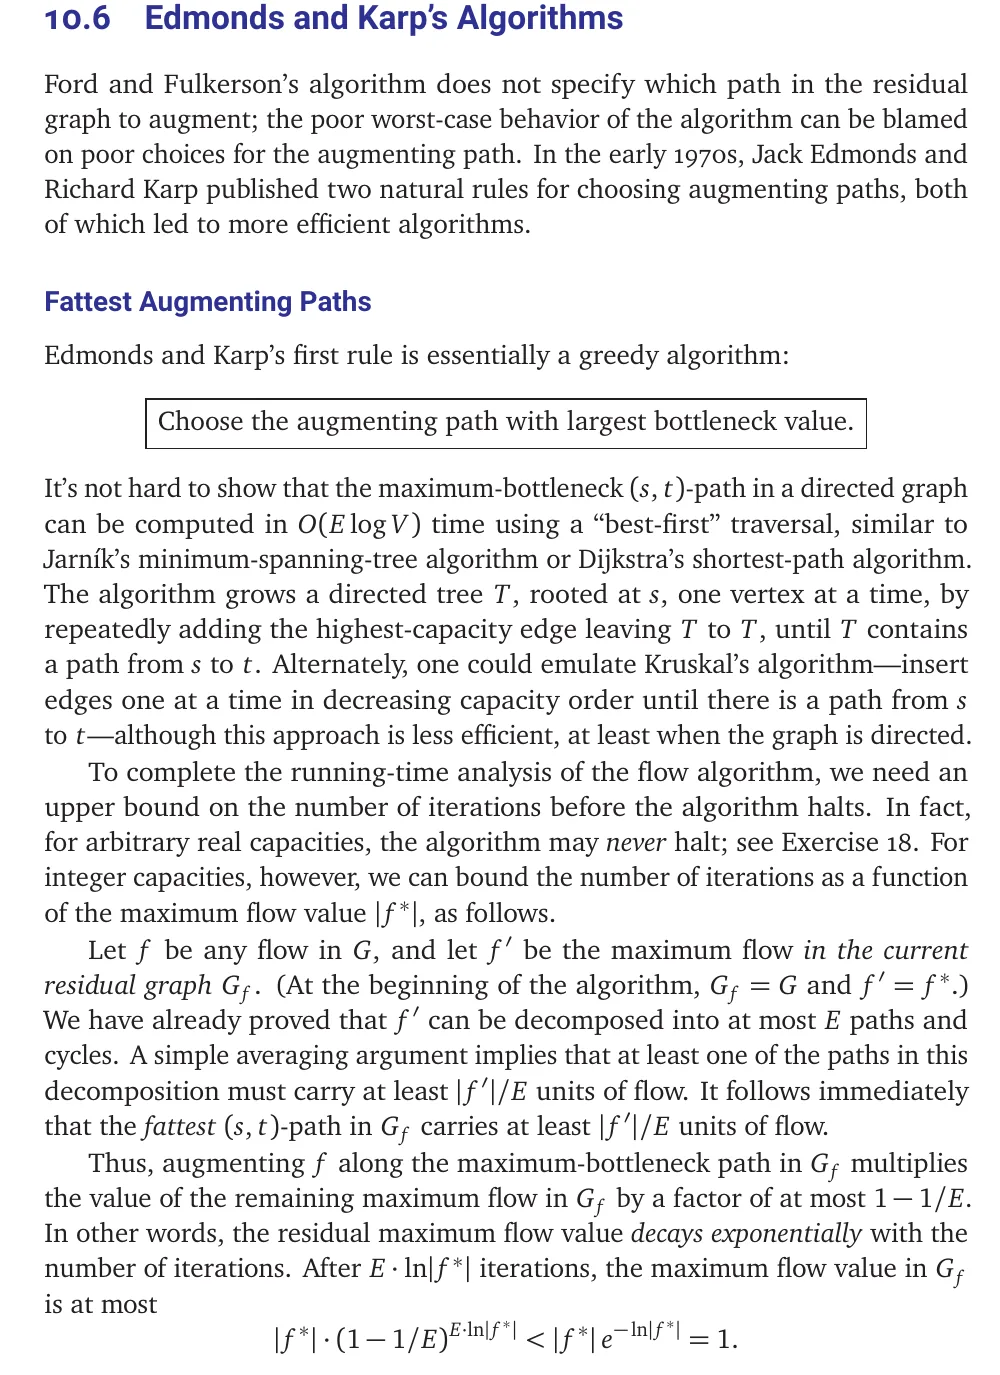 10.6 Edmonds and Karp's Algorithms
Ford and Fulkerson's algorithm does not specify which path in the residual
graph to augment; the poor worst-case behavior of the algorithm can be blamed
on poor choices for the augmenting path. In the early 1970s, Jack Edmonds and
Richard Karp published two natural rules for choosing augmenting paths, both
of which led to more efficient algorithms.
Fattest Augmenting Paths
Edmonds and Karp's first rule is essentially a greedy algorithm:
Choose the augmenting path with largest bottleneck value.
It's not hard to show that the maximum-bottleneck (s, t)-path in a directed graph
can be computed in O(E log V) time using a “best-first” traversal, similar to
Jarník's minimum-spanning-tree algorithm or Dijkstra's shortest-path algorithm.
The algorithm grows a directed tree T, rooted at s, one vertex at a time, by
repeatedly adding the highest-capacity edge leaving T to T, until T contains
a path from s to t. Alternately, one could emulate Kruskal's algorithm—insert
edges one at a time in decreasing capacity order until there is a path from s
to t—although this approach is less efficient, at least when the graph is directed.
To complete the running-time analysis of the flow algorithm, we need an
upper bound on the number of iterations before the algorithm halts. In fact,
for arbitrary real capacities, the algorithm may never halt; see Exercise 18. For
integer capacities, however, we can bound the number of iterations as a function
of the maximum flow value |f*|, as follows.
Let f be any flow in G, and let f′ be the maximum flow in the current
residual graph G_f. (At the beginning of the algorithm, G_f = G and f′ = f*.)
We have already proved that f′ can be decomposed into at most E paths and
cycles. A simple averaging argument implies that at least one of the paths in this
decomposition must carry at least |f′|/E units of flow. It follows immediately
that the fattest (s, t)-path in G_f carries at least |f′|/E units of flow.
Thus, augmenting f along the maximum-bottleneck path in G_f multiplies
the value of the remaining maximum flow in G_f by a factor of at most 1 − 1/E.
In other words, the residual maximum flow value decays exponentially with the
number of iterations. After E · ln|f*| iterations, the maximum flow value in G_f
is at most
|f*| · (1 − 1/E)^{E·ln|f*|} < |f*| e^{−ln|f*|} = 1.